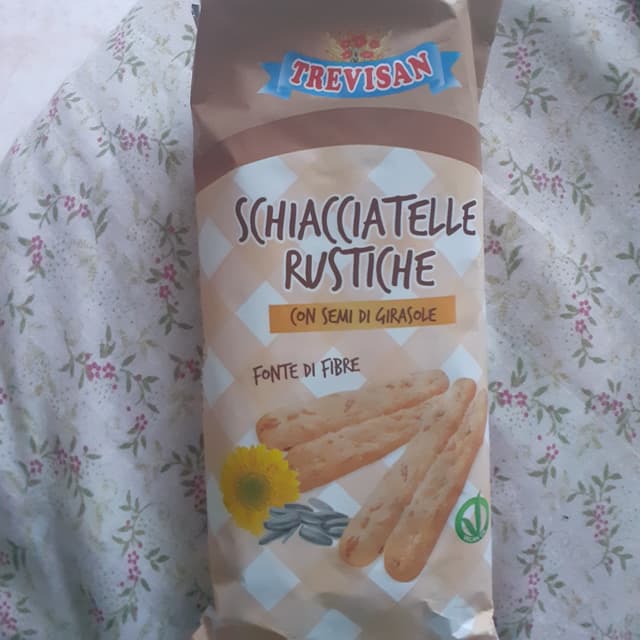 TREVISAN
SCHIACCIATELLE
RUSTICHE
CON SEMI DI GIRASOLE
FONTE DI FIBRE